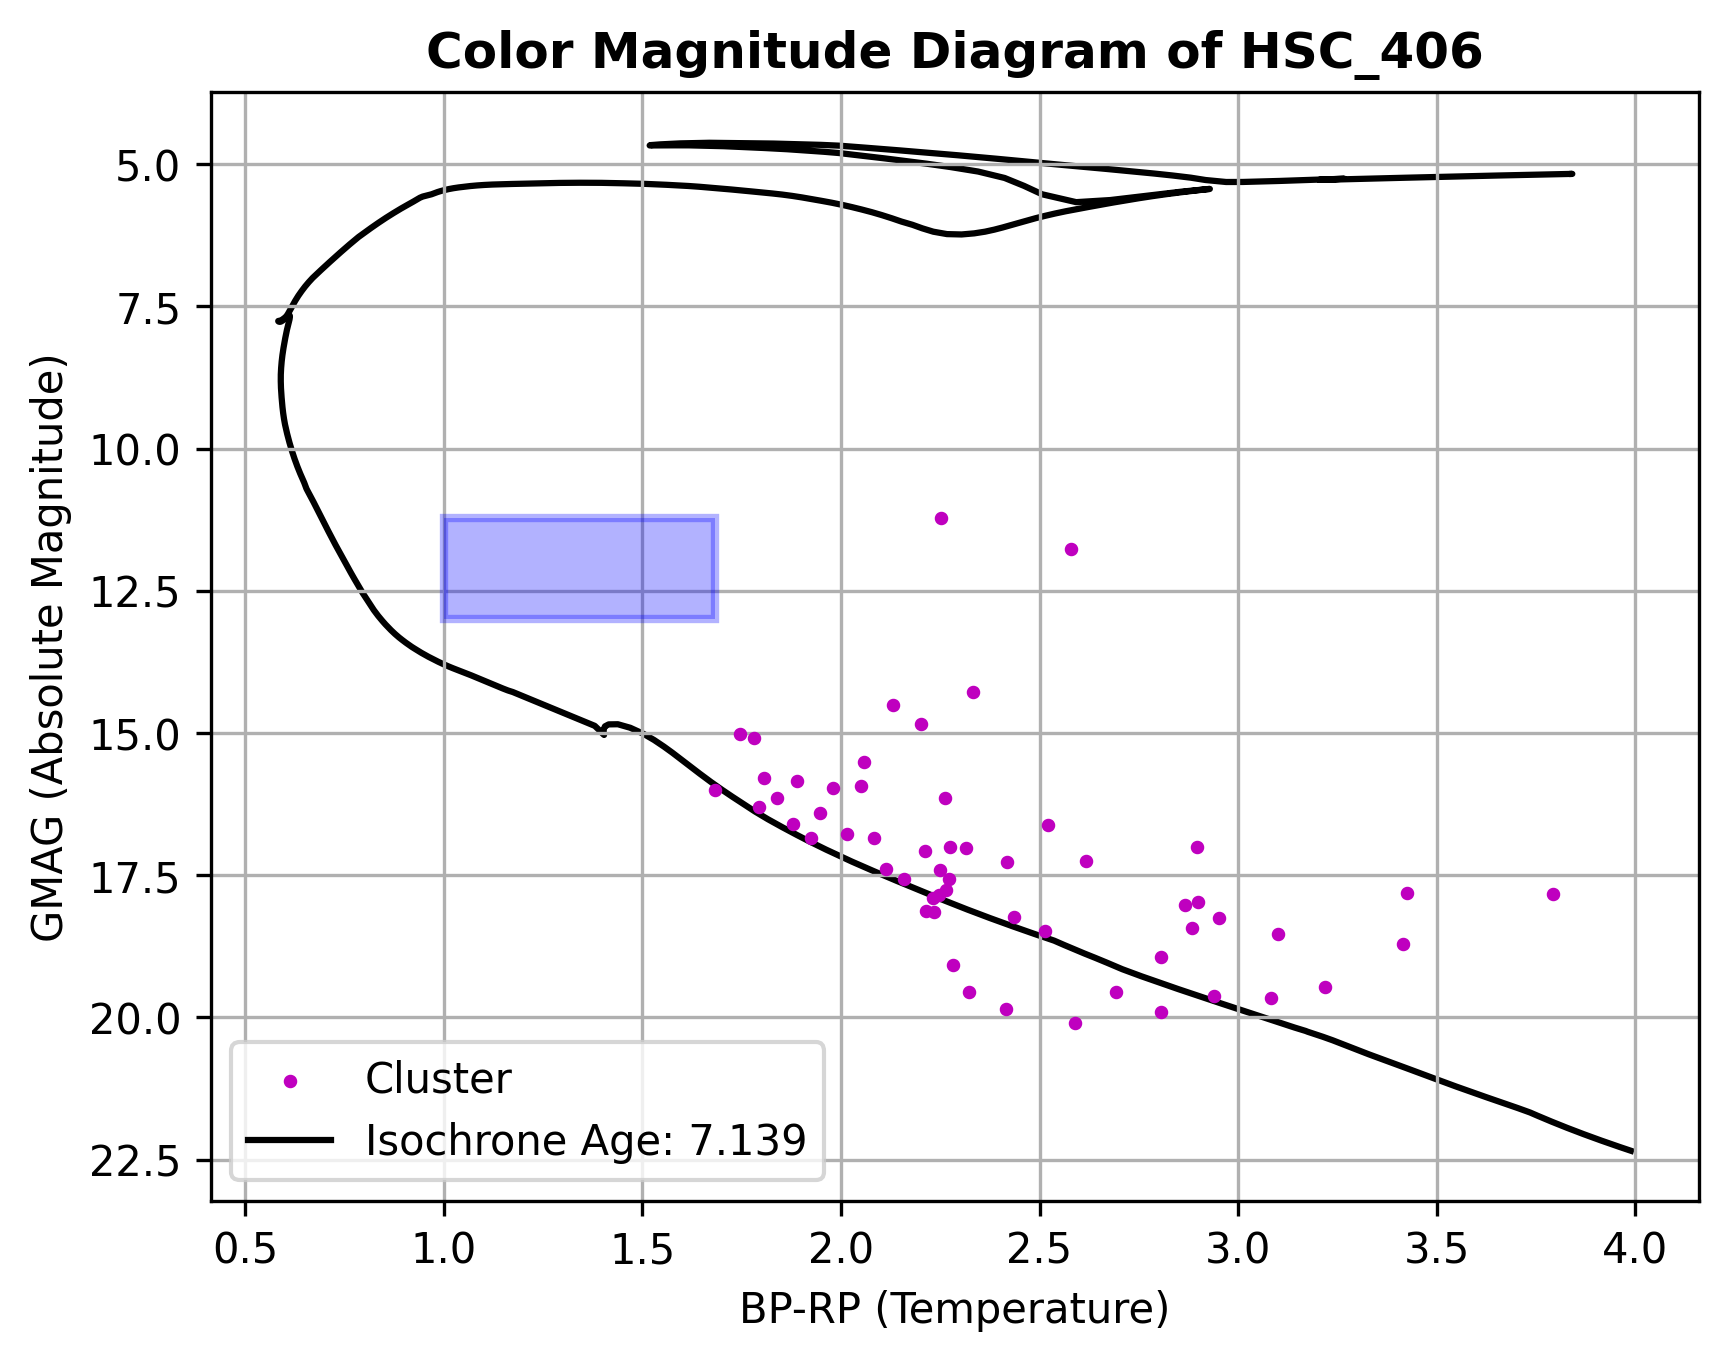 Color Magnitude Diagram of HSC_406
GMAG (Absolute Magnitude)
5.0
7.5
10.0
12.5
15.0
17.5
20.0
22.5
Cluster
Isochrone Age: 7.139
0.5 1.0 1.5 2.0 2.5 3.0 3.5 4.0
BP-RP (Temperature)